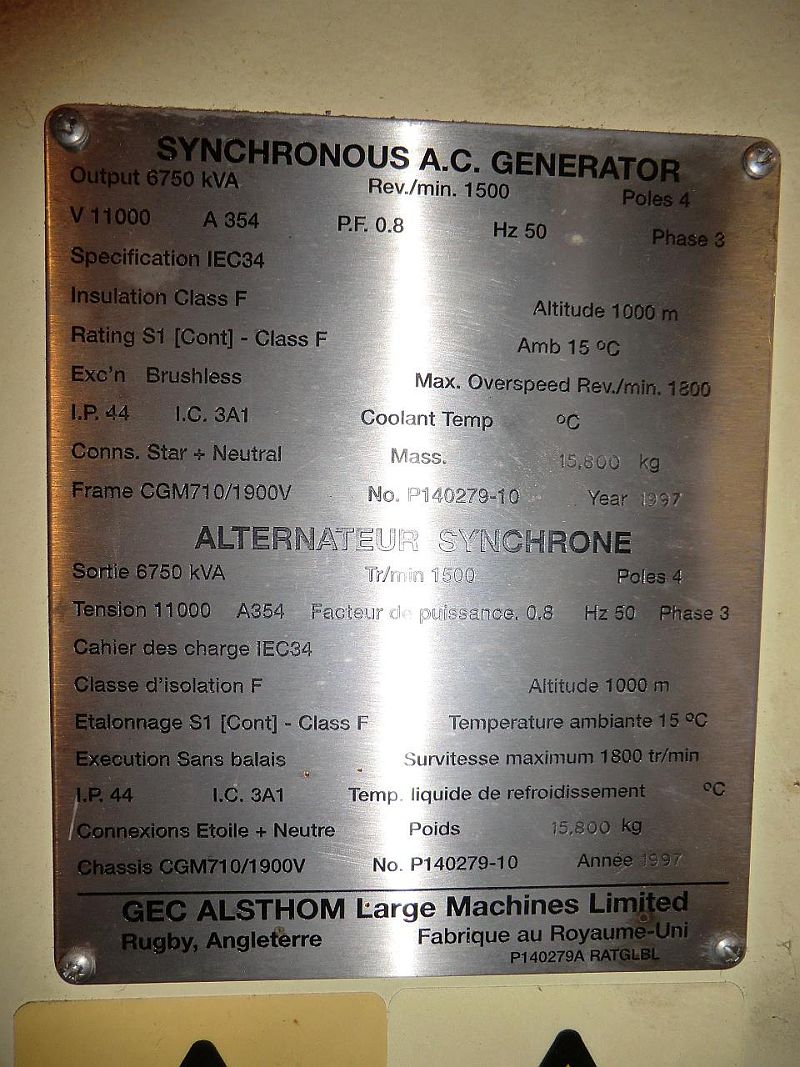 SYNCHRONOUS A.C. GENERATOR
Output 6750 kVA Rev./min. 1500 Poles 4
V 11000 A 354 P.F. 0.8 Hz 50 Phase 3
Specification IEC34
Insulation Class F Altitude 1000 m
Rating S1 [Cont] - Class F Amb 15 ºC
Exc'n Brushless Max. Overspeed Rev./min. 1800
I.P. 44 I.C. 3A1 Coolant Temp ºC
Conns. Star + Neutral Mass. 15,800 kg
Frame CGM710/1900V No. P140279-10 Year 1997
ALTERNATEUR SYNCHRONE
Sortie 6750 kVA Tr/min 1500 Poles 4
Tension 11000 A354 Facteur de puissance. 0.8 Hz 50 Phase 3
Cahier des charge IEC34
Classe d'isolation F Altitude 1000 m
Etalonnage S1 [Cont] - Class F Temperature ambiante 15 ºC
Execution Sans balais Survitesse maximum 1800 tr/min
I.P. 44 I.C. 3A1 Temp. liquide de refroidissement ºC
Connexions Etoile + Neutre Poids 15,800 kg
Chassis CGM710/1900V No. P140279-10 Année 1997
GEC ALSTHOM Large Machines Limited
Rugby, Angleterre Fabrique au Royaume-Uni
P140279A RATGLBL